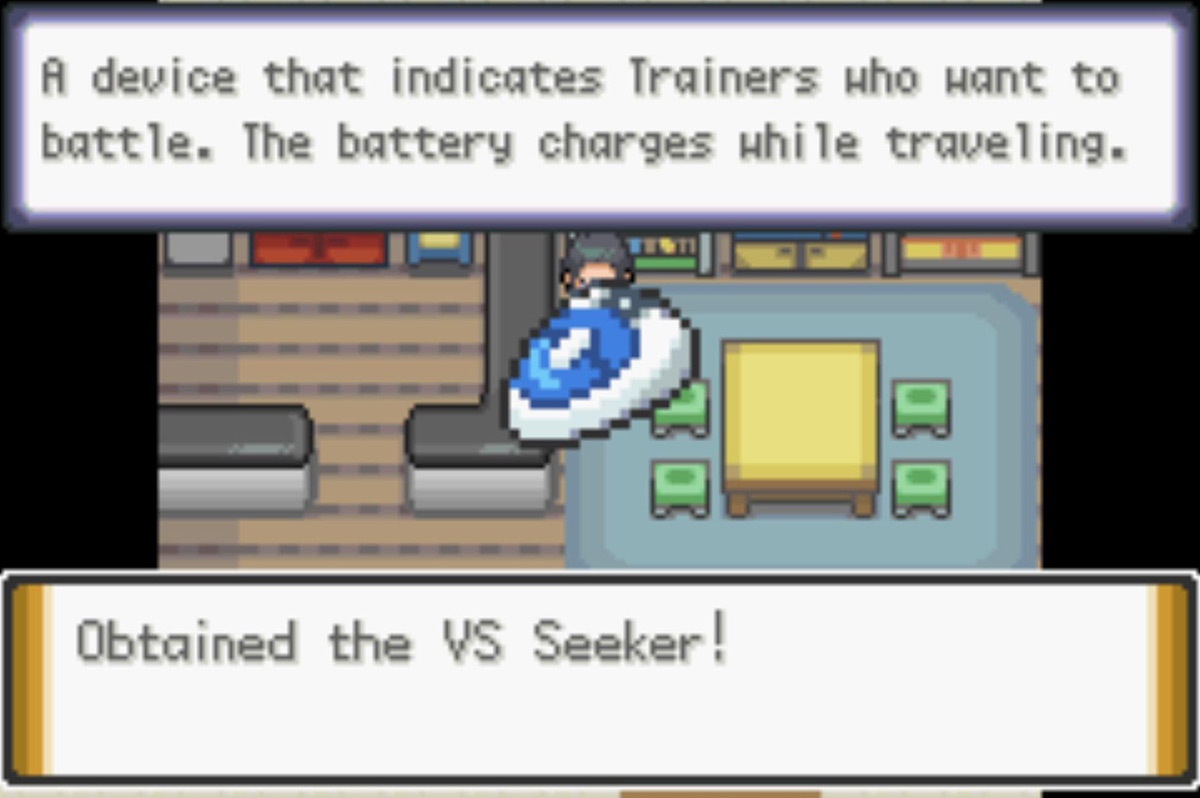 A device that indicates Trainers who want to
battle. The battery charges while traveling.
Obtained the VS Seeker!